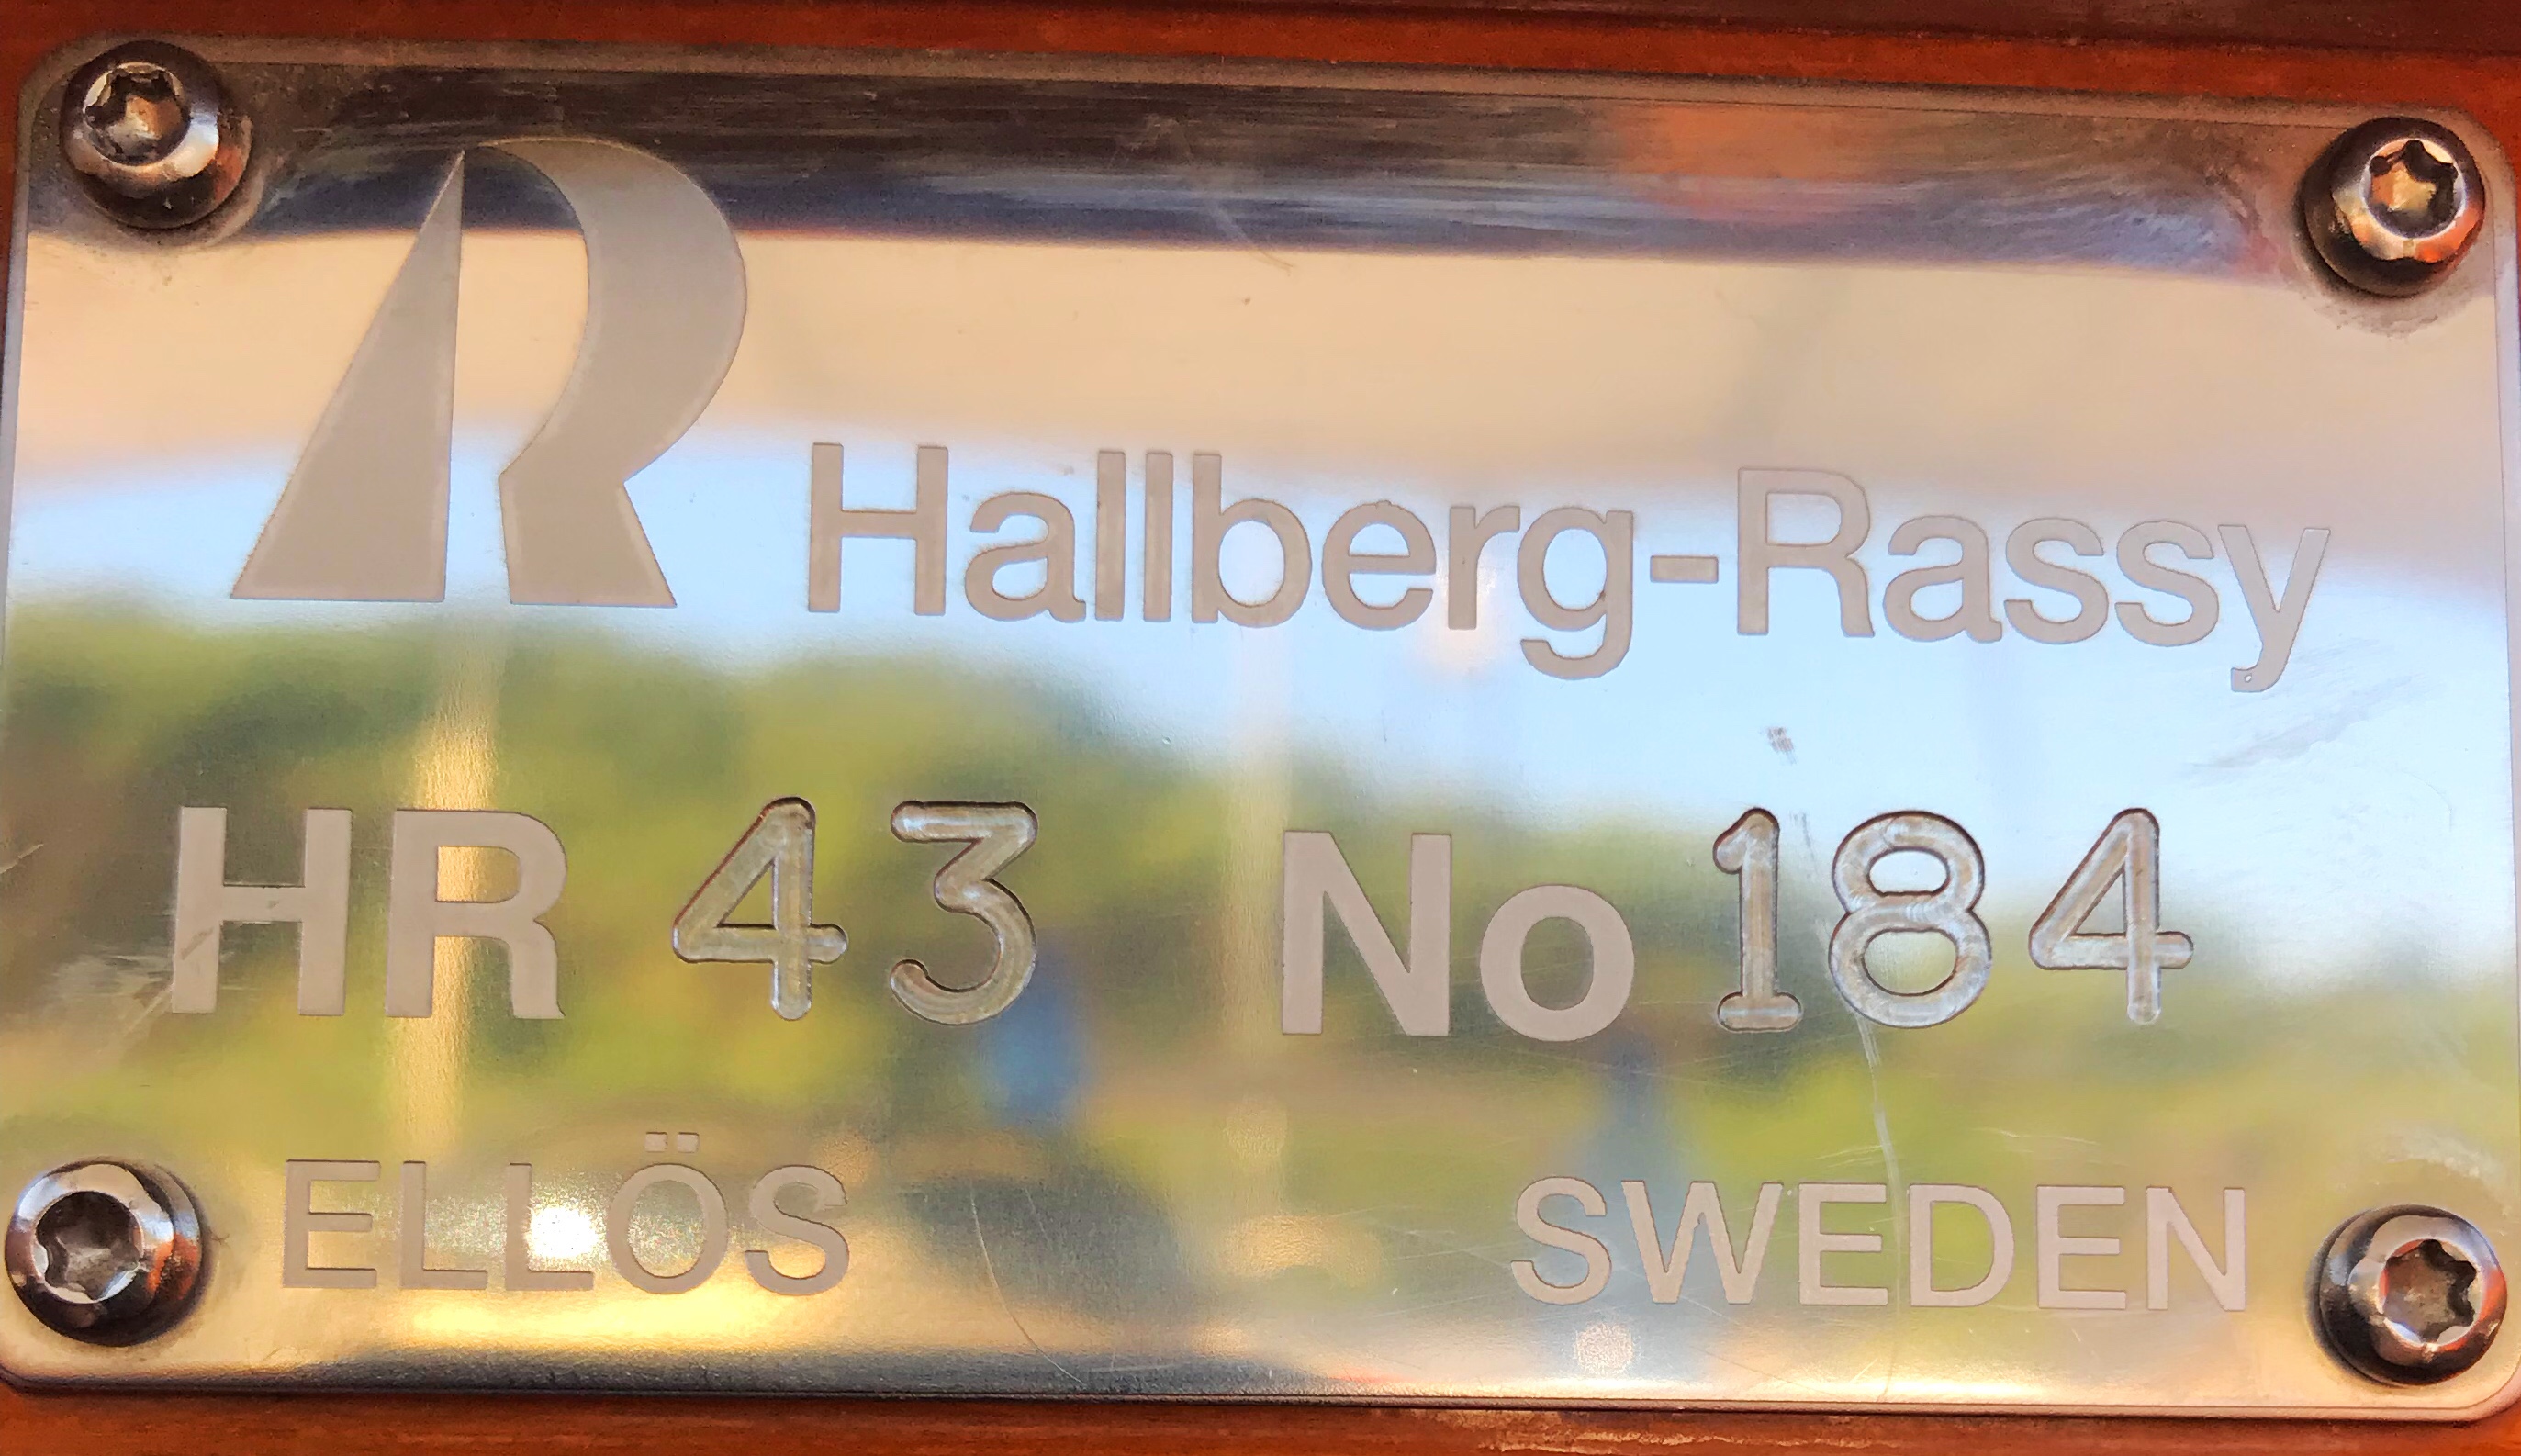 Hallberg-Rassy
HR 43 No 184
ELLÖS SWEDEN